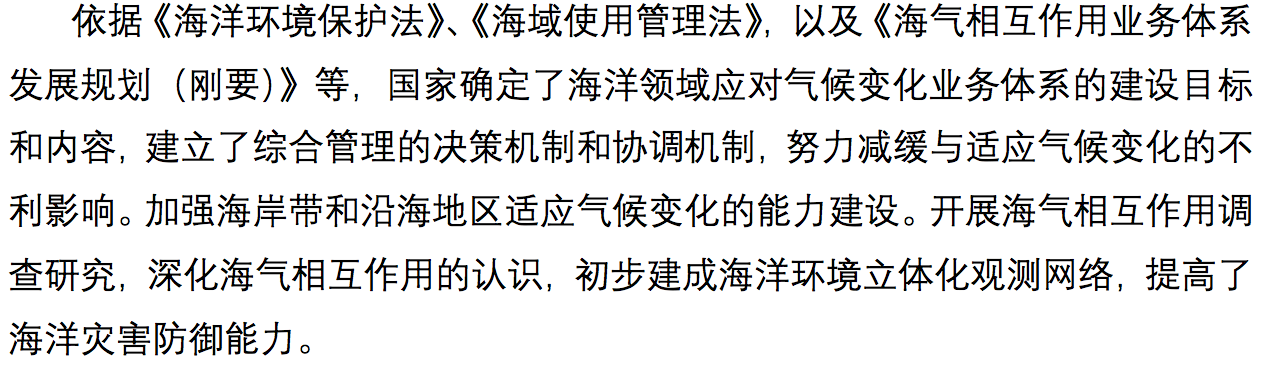 依据《海洋环境保护法》、《海域使用管理法》，以及《海气相互作用业务体系
发展规划（刚要）》等，国家确定了海洋领域应对气候变化业务体系的建设目标
和内容，建立了综合管理的决策机制和协调机制，努力减缓与适应气候变化的不
利影响。加强海岸带和沿海地区适应气候变化的能力建设。开展海气相互作用调
查研究，深化海气相互作用的认识，初步建成海洋环境立体化观测网络，提高了
海洋灾害防御能力。